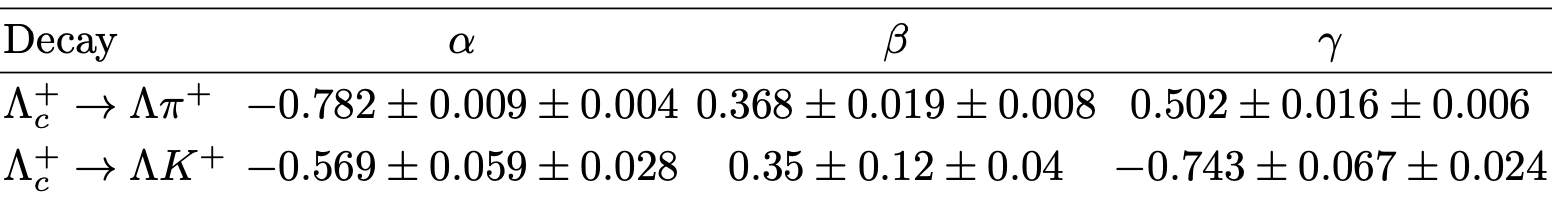 Decay α β γ
Λc+ → Λπ+ −0.782 ± 0.009 ± 0.004 0.368 ± 0.019 ± 0.008 0.502 ± 0.016 ± 0.006
Λc+ → ΛK+ −0.569 ± 0.059 ± 0.028 0.35 ± 0.12 ± 0.04 −0.743 ± 0.067 ± 0.024